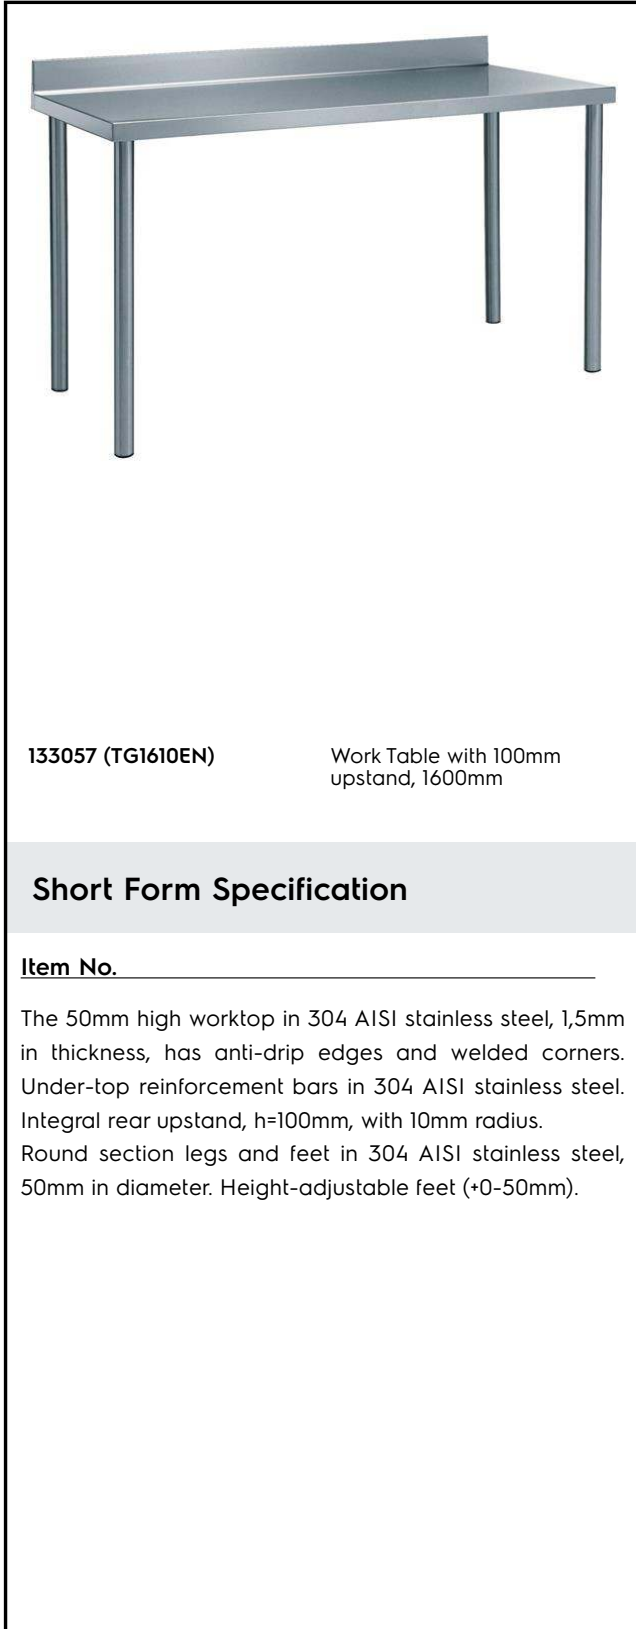 133057 (TG1610EN)
Work Table with 100mm
upstand, 1600mm
Short Form Specification
Item No.
The 50mm high worktop in 304 AISI stainless steel, 1,5mm
in thickness, has anti-drip edges and welded corners.
Under-top reinforcement bars in 304 AISI stainless steel.
Integral rear upstand, h=100mm, with 10mm radius.
Round section legs and feet in 304 AISI stainless steel,
50mm in diameter. Height-adjustable feet (+0-50mm).